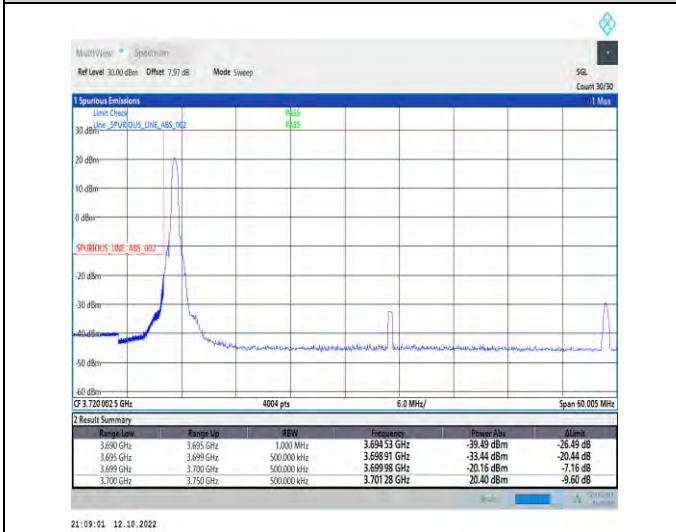 MultiView Spectrum
Ref Level 30.00 dBm Offset 7.97 dB Mode Sweep SGL
Count 30/30
1 Spurious Emissions 1 Max
Limit Check PASS
Line _SPURIOUS_LINE_ABS_002 PASS
30 dBm
20 dBm
10 dBm
0 dBm
SPURIOUS_LINE_ABS_002
-20 dBm
-30 dBm
-40 dBm
-50 dBm
-60 dBm
CF 3.720 002 5 GHz 4004 pts 6.0 MHz/ Span 60.005 MHz
2 Result Summary
Range Low Range Up RBW Frequency Power Abs ΔLimit
3.690 GHz 3.695 GHz 1.000 MHz 3.694 53 GHz -39.49 dBm -26.49 dB
3.695 GHz 3.699 GHz 500.000 kHz 3.698 91 GHz -33.44 dBm -20.44 dB
3.699 GHz 3.700 GHz 500.000 kHz 3.699 98 GHz -20.16 dBm -7.16 dB
3.700 GHz 3.750 GHz 500.000 kHz 3.701 28 GHz 20.40 dBm -9.60 dB
21:09:01 12.10.2022